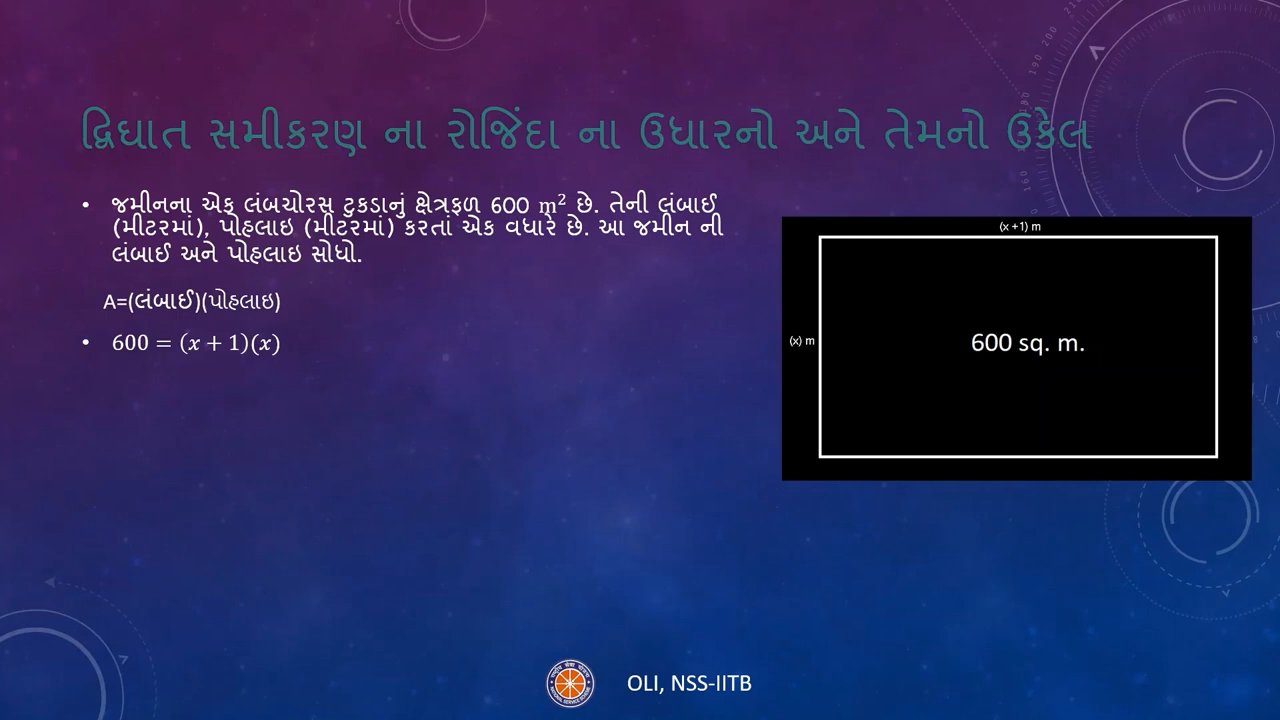 દ્વિઘાત સમીકરણ ના રોજિંદા ના ઉધારનો અને તેમનો ઉકેલ
• જમીનના એક લંબચોરસ ટુકડાનું ક્ષેત્રફળ 600 m² છે. તેની લંબાઈ
(મીટરમાં), પોહલાઇ (મીટરમાં) કરતાં એક વધારે છે. આ જમીન ની
લંબાઈ અને પોહલાઇ સોધો.
A=(લંબાઈ)(પોહલાઇ)
• 600 = (x + 1)(x)
(x +1) m
(x) m
600 sq. m.
OLI, NSS-IITB